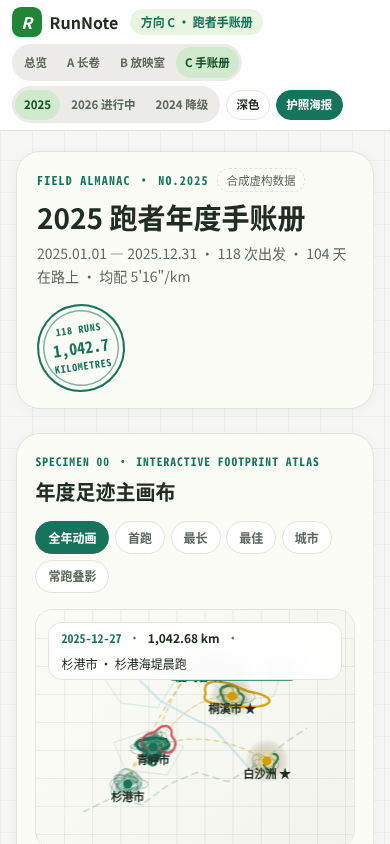 R RunNote 方向 C • 跑者手账册
总览 A 长卷 B 放映室 C 手账册
2025 2026 进行中 2024 降级 深色 护照海报
FIELD ALMANAC • NO.2025 合成虚构数据
2025 跑者年度手账册
2025.01.01 — 2025.12.31 • 118 次出发 • 104 天
在路上 • 均配 5'16"/km
118 RUNS
1,042.7
KILOMETRES
SPECIMEN 00 • INTERACTIVE FOOTPRINT ATLAS
年度足迹主画布
全年动画 首跑 最长 最佳 城市
常跑叠影
2025-12-27 • 1,042.68 km •
杉港市 • 杉港海堤晨跑
桐溪市 ★
青嶂市
白沙洲 ★
杉港市